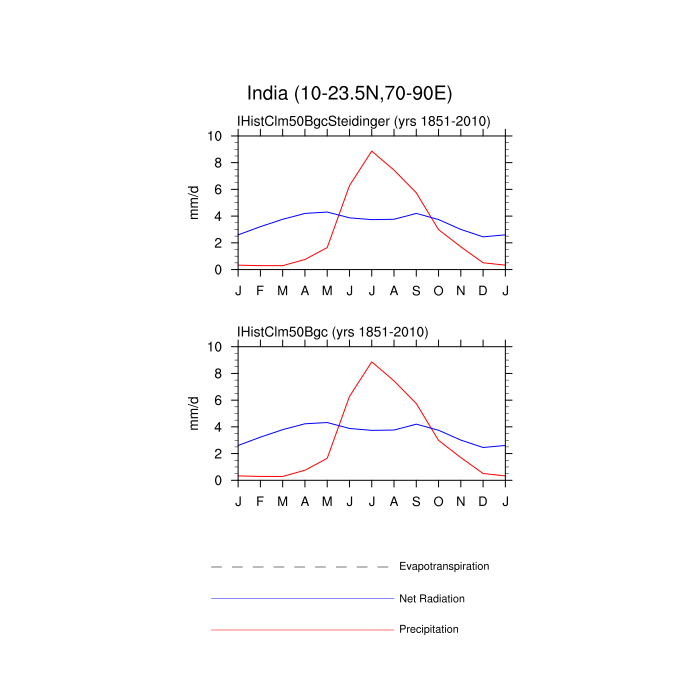 India (10-23.5N,70-90E)
IHistClm50BgcSteidinger (yrs 1851-2010)
10
8
6
4
2
0
mm/d
J F M A M J J A S O N D J
IHistClm50Bgc (yrs 1851-2010)
10
8
6
4
2
0
mm/d
J F M A M J J A S O N D J
Evapotranspiration
Net Radiation
Precipitation